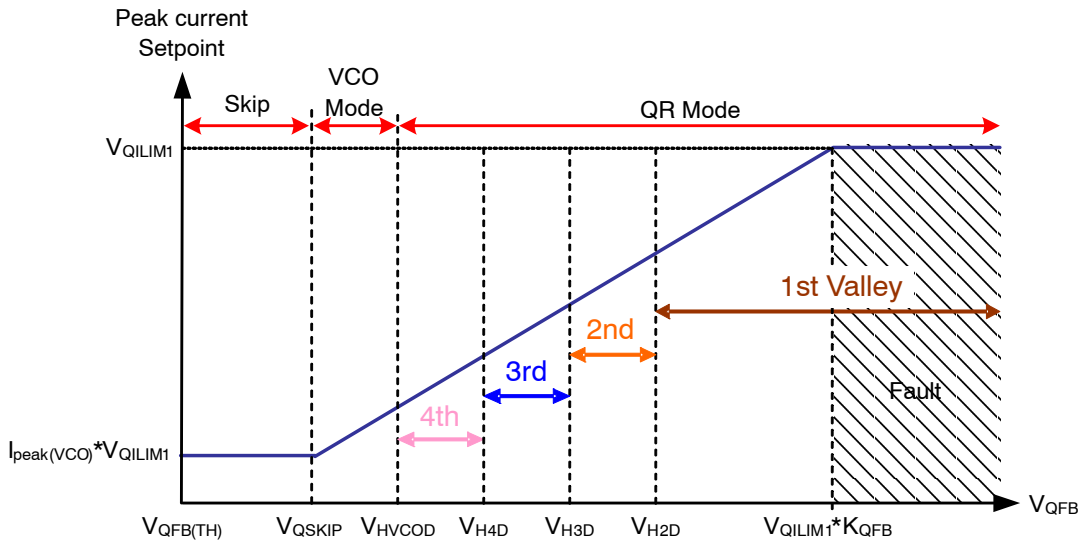 Peak current
Setpoint
VCO
Mode
Skip
QR Mode
VQILIM1
1st Valley
2nd
3rd
Fault
4th
Ipeak(VCO)*VQILIM1
VQFB
VQFB(TH)
VQSKIP
VHVCOD
VH4D
VH3D
VH2D
VQILIM1*KQFB